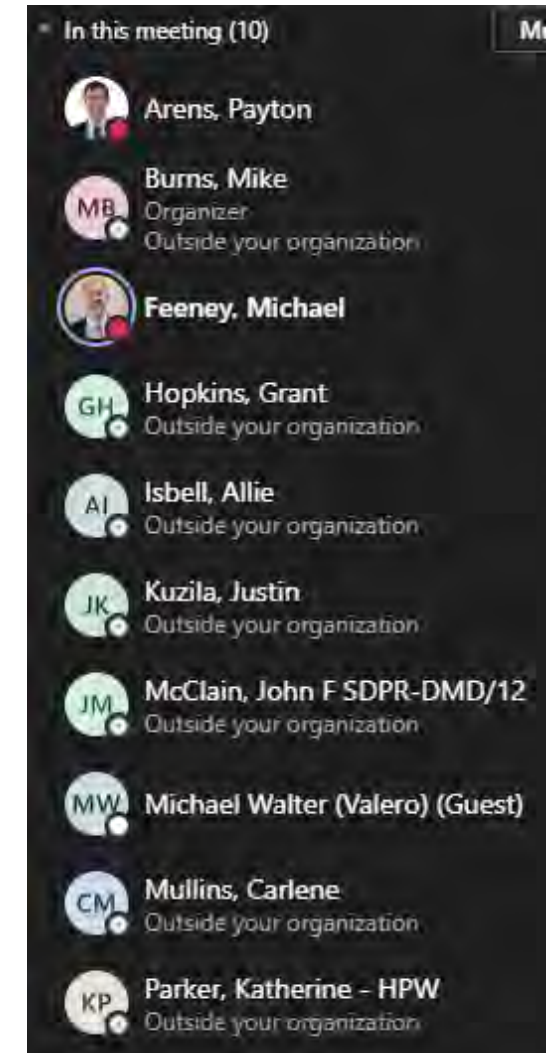 In this meeting (10)
Arens, Payton
MB
Burns, Mike
Organizer
Outside your organization
Feeney, Michael
GH
Hopkins, Grant
Outside your organization
AI
Isbell, Allie
Outside your organization
JK
Kuzila, Justin
Outside your organization
JM
McClain, John F SDPR-DMD/12
Outside your organization
MW
Michael Walter (Valero) (Guest)
CM
Mullins, Carlene
Outside your organization
KP
Parker, Katherine - HPW
Outside your organization